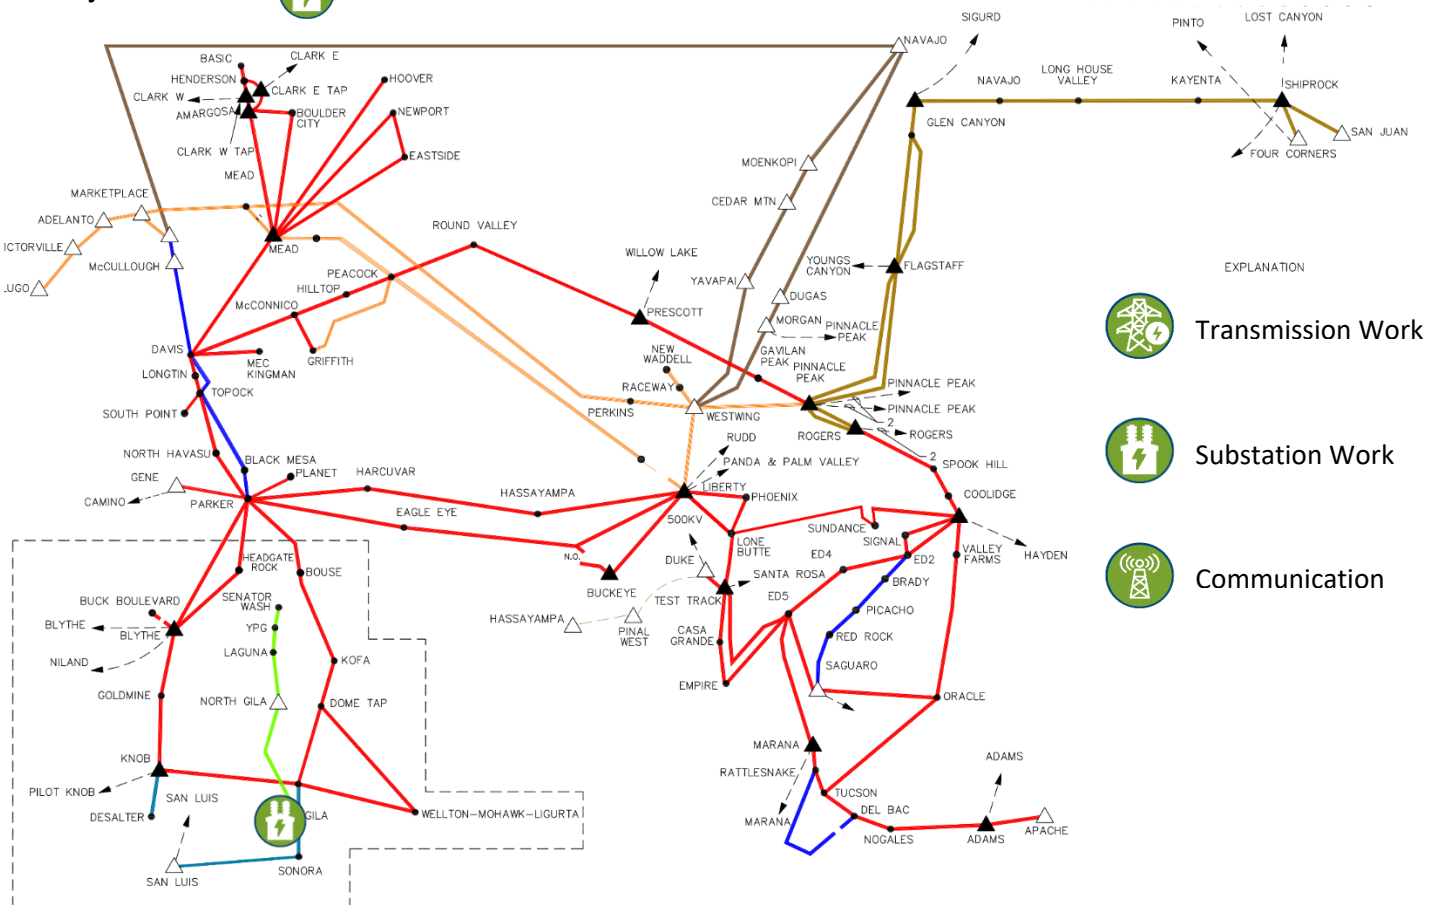 SIGURD
PINTO
LOST CANYON
NAVAJO
BASIC
CLARK E
HENDERSON
HOOVER
CLARK E TAP
CLARK W
AMARGOSA
BOULDER
CITY
NEWPORT
NAVAJO
LONG HOUSE
VALLEY
KAYENTA
SHIPROCK
GLEN CANYON
SAN JUAN
FOUR CORNERS
CLARK W TAP
EASTSIDE
MEAD
MOENKOPI
MARKETPLACE
CEDAR MTN
ADELANTO
ROUND VALLEY
ICTORVILLE
MEAD
WILLOW LAKE
McCULLOUGH
YOUNGS
CANYON
FLAGSTAFF
EXPLANATION
PEACOCK
YAVAPAI
LUGO
HILLTOP
DUGAS
McCONNICO
PRESCOTT
MORGAN
PINNACLE
PEAK
Transmission Work
DAVIS
GRIFFITH
MEC
KINGMAN
NEW
WADDELL
GAVILAN
PEAK
PINNACLE
PEAK
LONGTIN
TOPOCK
RACEWAY
PINNACLE PEAK
SOUTH POINT
PERKINS
WESTWING
PINNACLE PEAK
2
ROGERS
ROGERS
RUDD
NORTH HAVASU
BLACK MESA
PANDA & PALM VALLEY
2
SPOOK HILL
Substation Work
GENE
PLANET
HARCUVAR
LIBERTY
CAMINO
PARKER
HASSAYAMPA
PHOENIX
COOLIDGE
EAGLE EYE
500KV
SUNDANCE
SIGNAL
HAYDEN
N.O.
LONE
BUTTE
HEADGATE
ROCK
BOUSE
DUKE
ED4
ED2
VALLEY
FARMS
SANTA ROSA
BRADY
Communication
BUCKEYE
SENATOR
WASH
TEST TRACK
ED5
BUCK BOULEVARD
PICACHO
BLYTHE
BLYTHE
YPG
HASSAYAMPA
PINAL
WEST
CASA
GRANDE
RED ROCK
LAGUNA
NILAND
KOFA
SAGUARO
EMPIRE
GOLDMINE
NORTH GILA
DOME TAP
ORACLE
MARANA
KNOB
RATTLESNAKE
ADAMS
PILOT KNOB
SAN LUIS
TUCSON
DESALTER
GILA
WELLTON-MOHAWK-LIGURTA
MARANA
DEL BAC
NOGALES
ADAMS
APACHE
SONORA
SAN LUIS